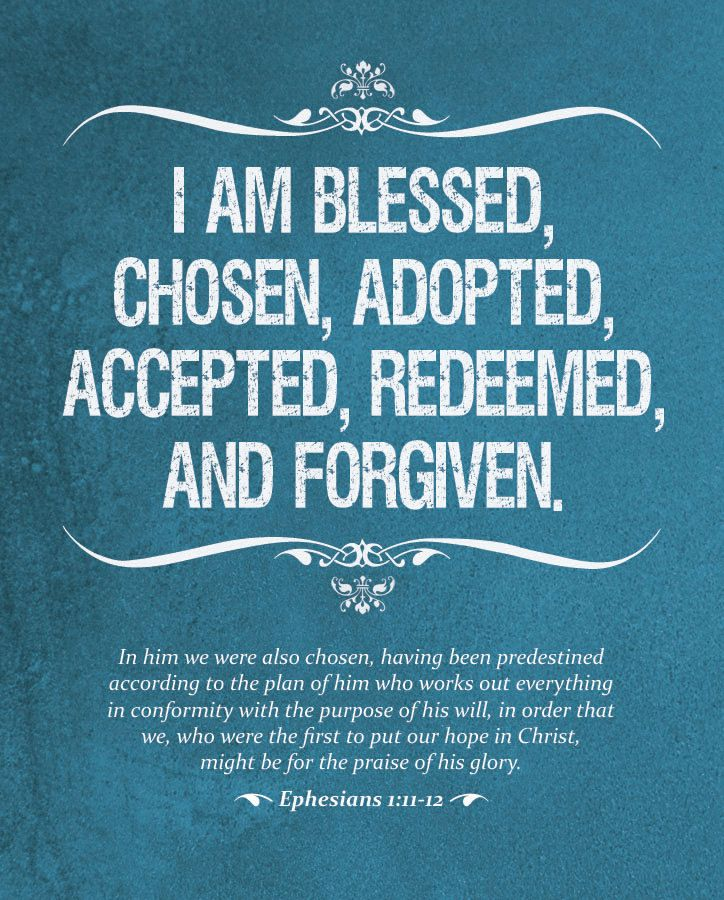 I AM BLESSED,
CHOSEN, ADOPTED,
ACCEPTED, REDEEMED,
AND FORGIVEN.
In him we were also chosen, having been predestined
according to the plan of him who works out everything
in conformity with the purpose of his will, in order that
we, who were the first to put our hope in Christ,
might be for the praise of his glory.
Ephesians 1:11-12